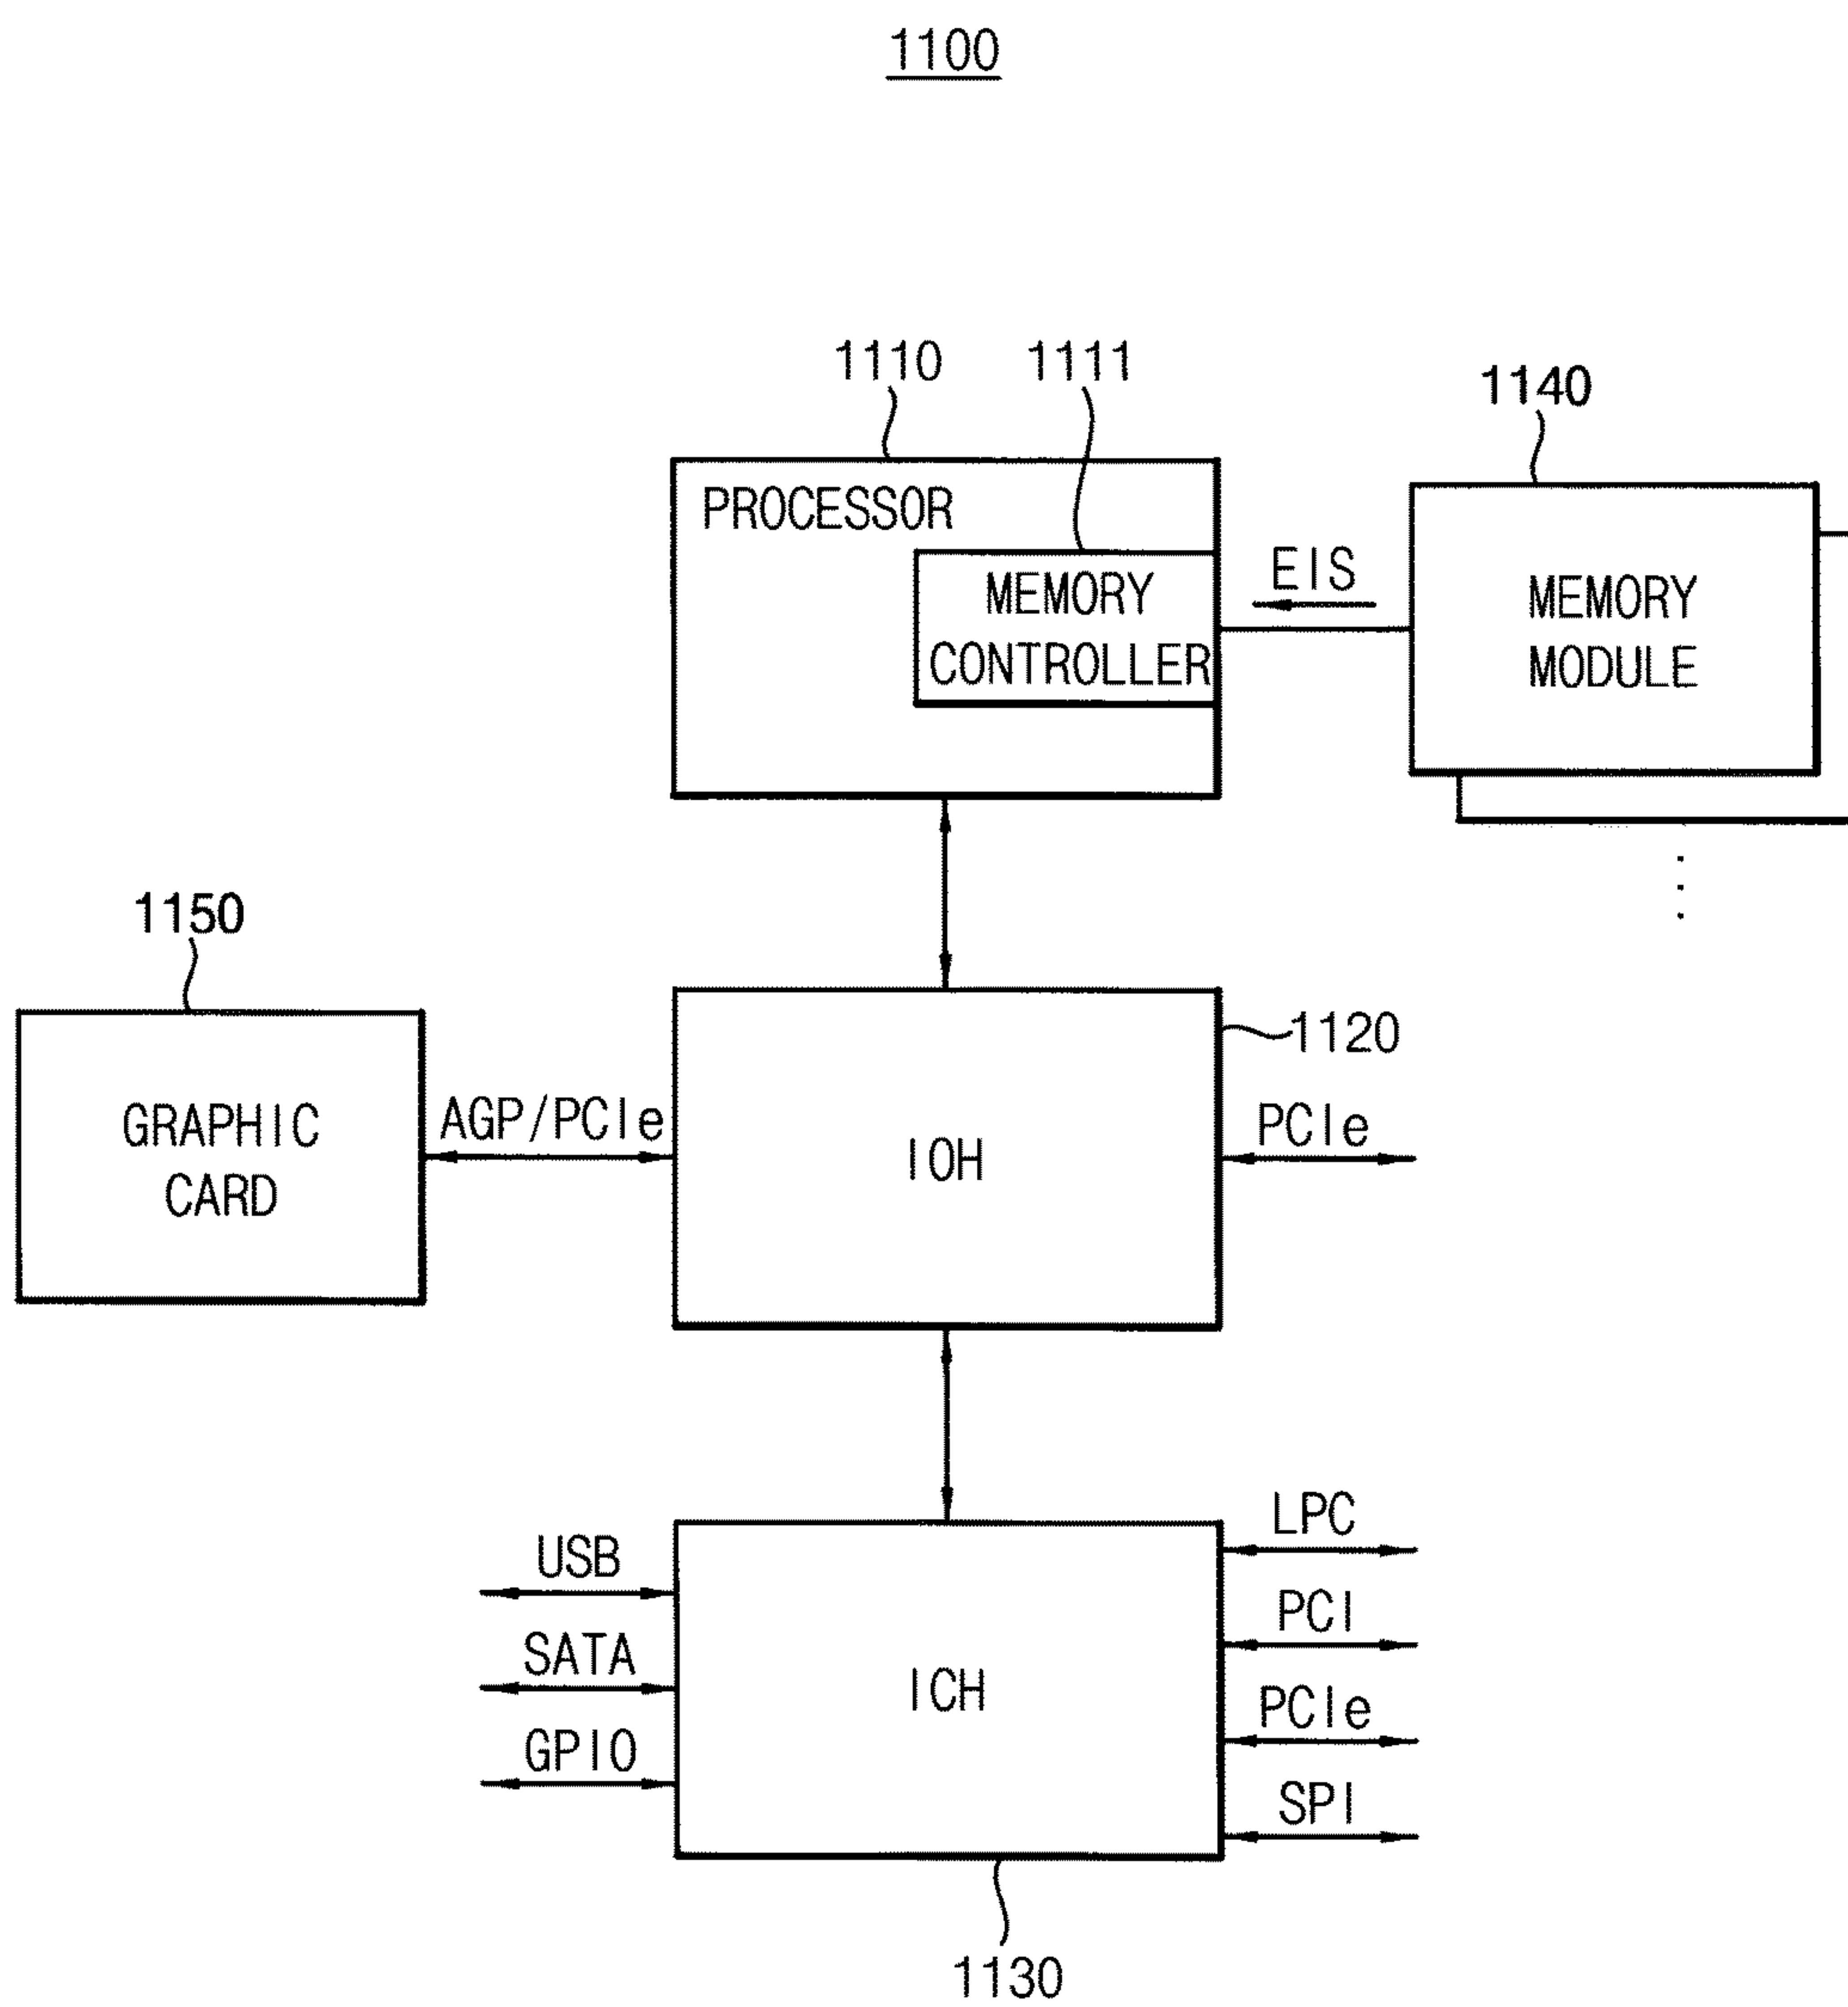 1100
1110
1111
1140
PROCESSOR
MEMORY
CONTROLLER
EIS
MEMORY
MODULE
1150
GRAPHIC
CARD
AGP/PCIe
IOH
1120
PCIe
USB
SATA
GPIO
ICH
LPC
PCI
PCIe
SPI
1130